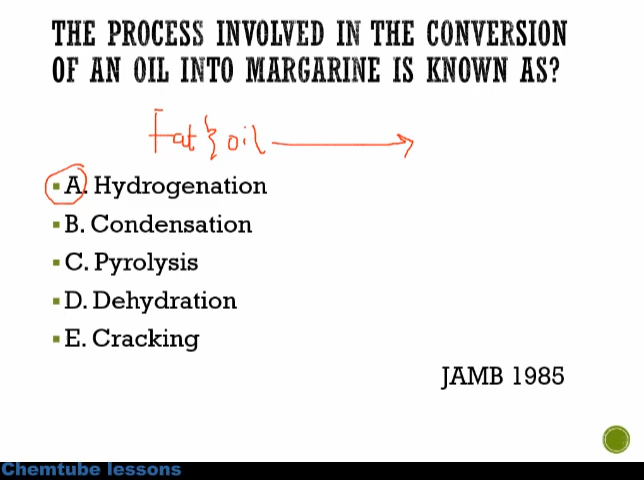 THE PROCESS INVOLVED IN THE CONVERSION
OF AN OIL INTO MARGARINE IS KNOWN AS?
Fat & oil
A. Hydrogenation
B. Condensation
C. Pyrolysis
D. Dehydration
E. Cracking
JAMB 1985
Chemtube lessons